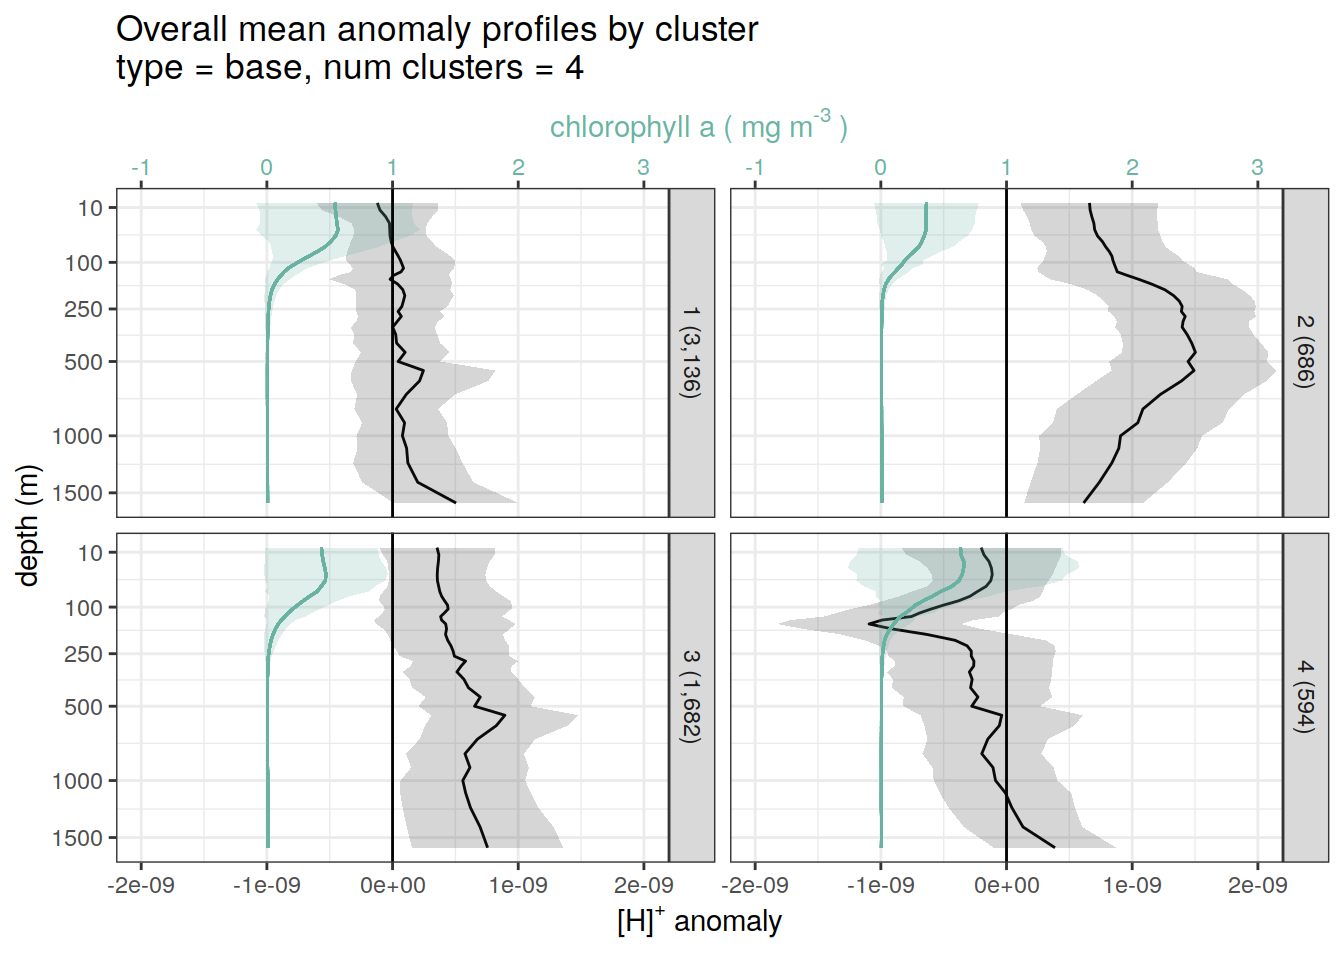 Overall mean anomaly profiles by cluster
type = base, num clusters = 4
chlorophyll a ( mg m-3 )
-1 0 1 2 3 -1 0 1 2 3
10
100
250
500
1000
1500
1 (3,136)
2 (686)
10
100
250
500
1000
1500
3 (1,682)
4 (594)
depth (m)
-2e-09 -1e-09 0e+00 1e-09 2e-09 -2e-09 -1e-09 0e+00 1e-09 2e-09
[H]+ anomaly